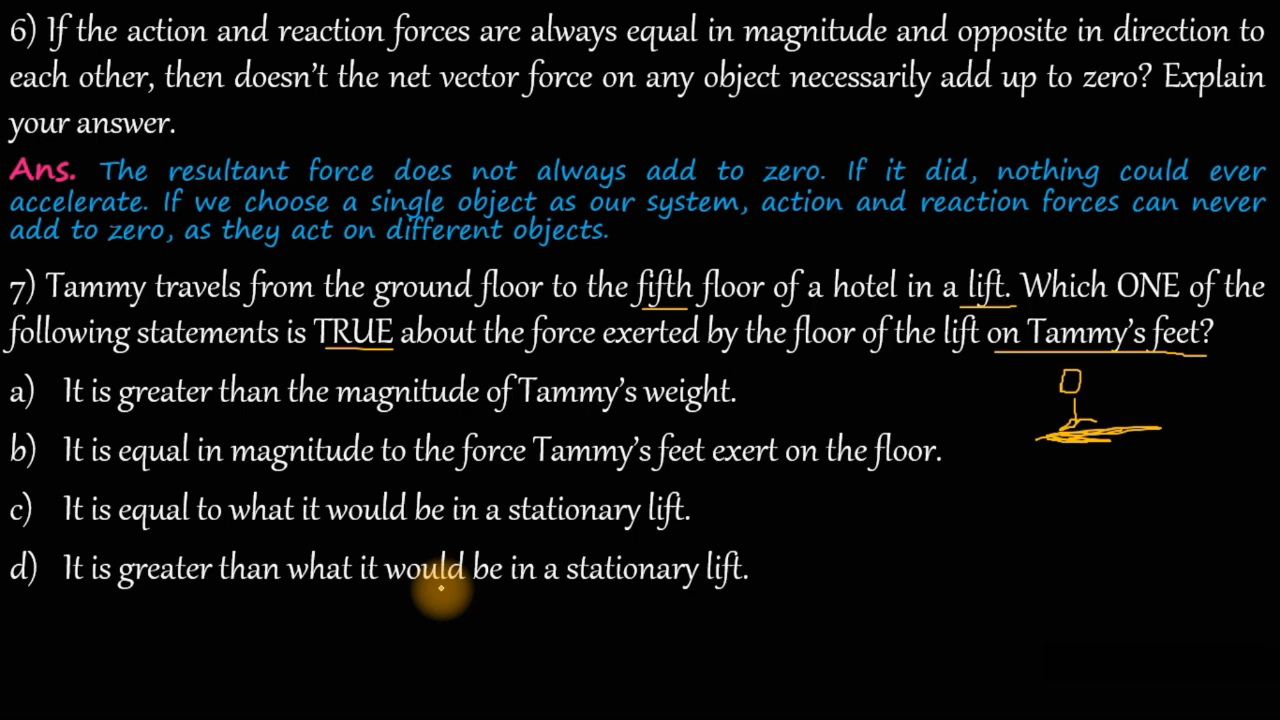 6) If the action and reaction forces are always equal in magnitude and opposite in direction to
each other, then doesn't the net vector force on any object necessarily add up to zero? Explain
your answer.
Ans. The resultant force does not always add to zero. If it did, nothing could ever
accelerate. If we choose a single object as our system, action and reaction forces can never
add to zero, as they act on different objects.
7) Tammy travels from the ground floor to the fifth floor of a hotel in a lift. Which ONE of the
following statements is TRUE about the force exerted by the floor of the lift on Tammy's feet?
a) It is greater than the magnitude of Tammy's weight.
b) It is equal in magnitude to the force Tammy's feet exert on the floor.
c) It is equal to what it would be in a stationary lift.
d) It is greater than what it would be in a stationary lift.